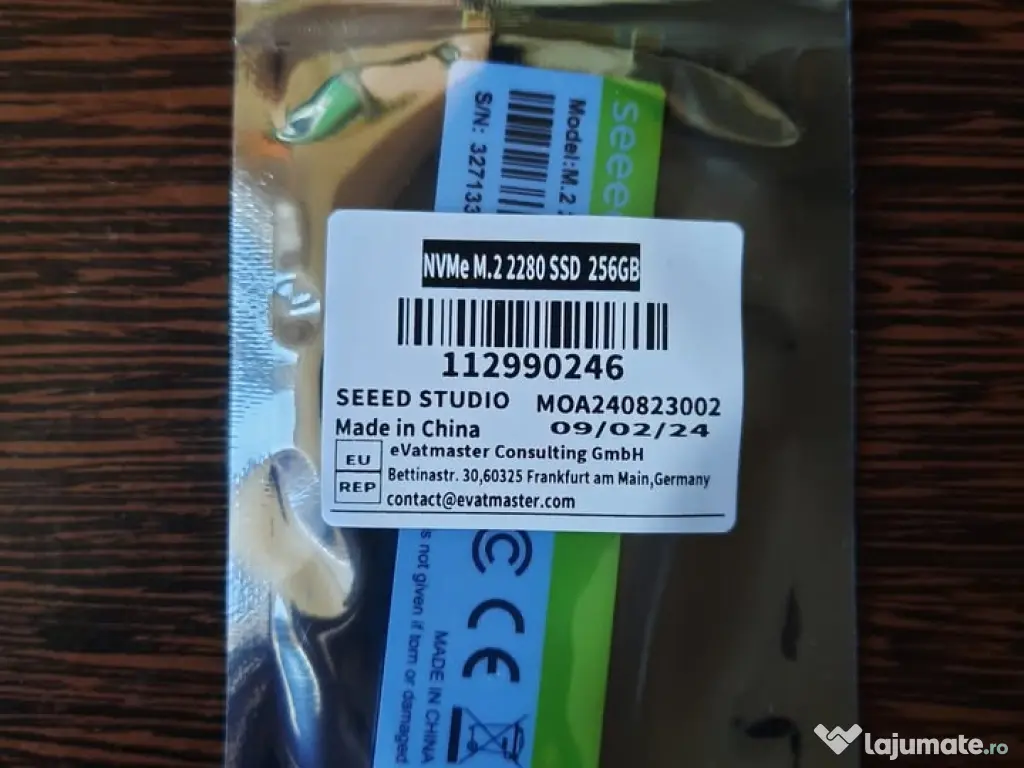 seee
Model:M.2
S/N: 327133
NVMe M.2 2280 SSD 256GB
112990246
SEEED STUDIO MOA240823002
Made in China 09/02/24
EU eVatmaster Consulting GmbH
REP Bettinastr. 30,60325 Frankfurt am Main,Germany
contact@evatmaster.com
CE
MADE IN CHINA
s not given if torn or damaged
lajumate.ro